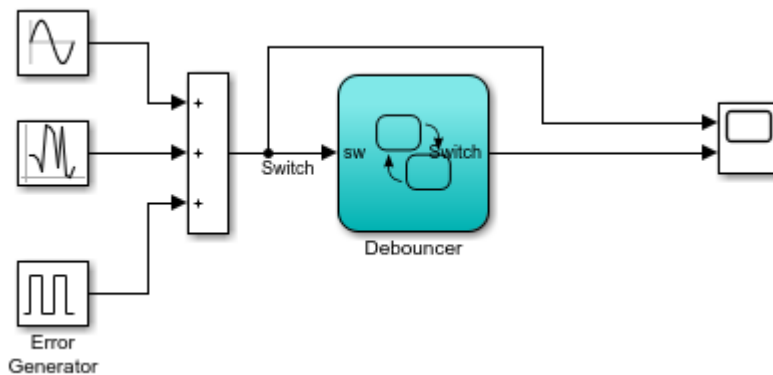 +
+
+
Switch
sw
Switch
Debouncer
Error
Generator